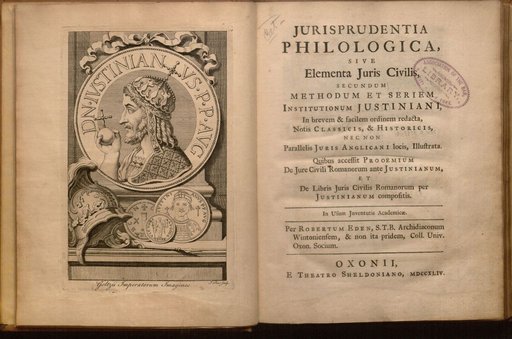 DN·IUSTINIAN VS·P·P·AVG
Goltzii Imperatorum Imagines
JURISPRUDENTIA
PHILOLOGICA,
SIVE
Elementa Juris Civilis,
SECUNDUM
METHODUM ET SERIEM
INSTITUTIONUM JUSTINIANI,
In brevem & facilem ordinem redacta,
Notis CLASSICIS, & HISTORICIS,
NEC NON
Parallelis JURIS ANGLICANI locis, Illustrata.
Quibus accessit PROOEMIUM
De Jure Civili Romanorum ante JUSTINIANUM,
ET
De Libris Juris Civilis Romanorum per
JUSTINIANUM compositis.
In Usum Juventutis Academicæ.
Per ROBERTUM EDEN, S.T.B. Archidiaconum
Wintoniensem, & non ita pridem, Coll. Univ.
Oxon. Socium.
OXONII,
E THEATRO SHELDONIANO, MDCCXLIV.
LIBRARY